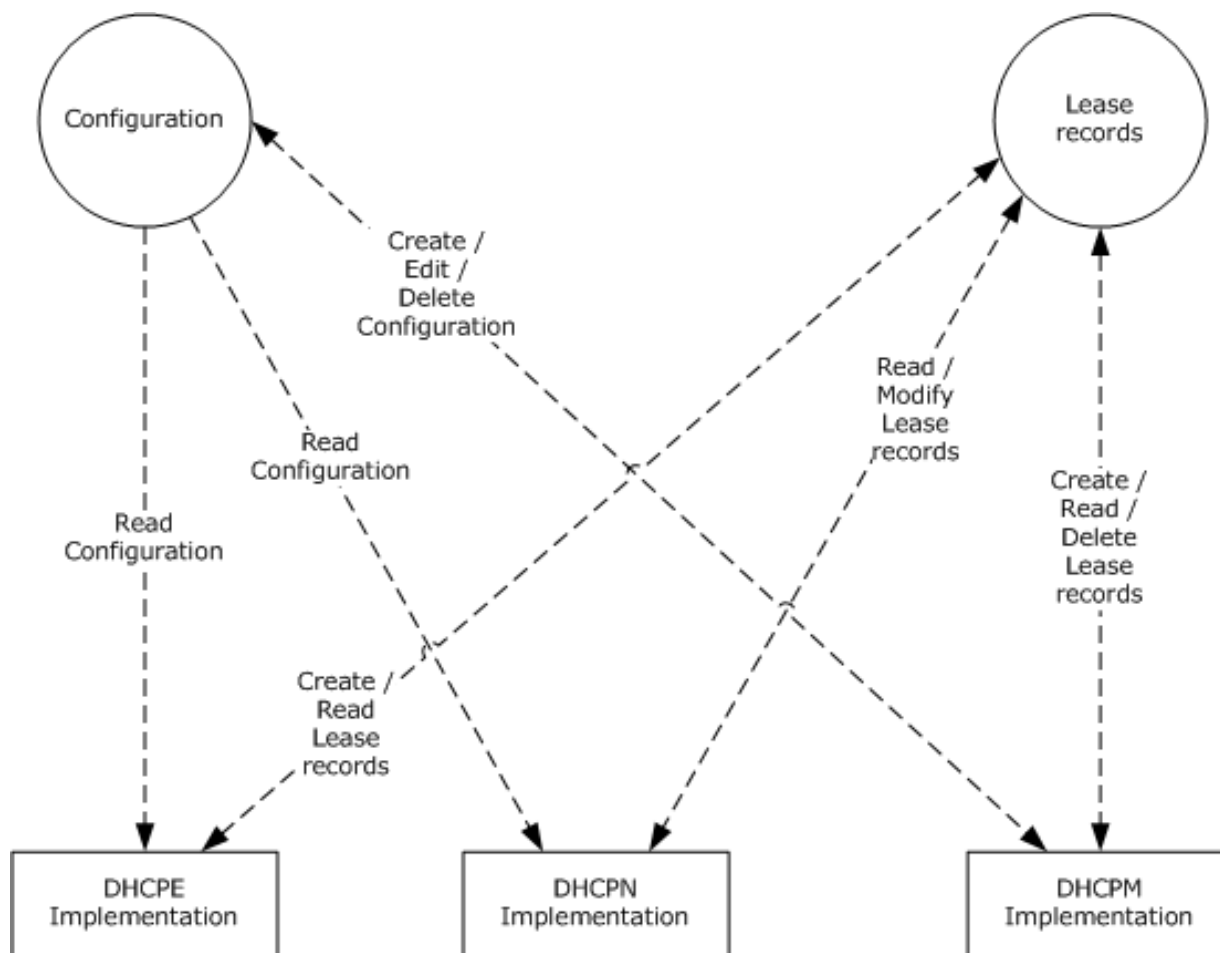 Configuration
Lease
records
Create /
Edit /
Delete
Configuration
Read /
Modify
Lease
records
Read
Configuration
Create /
Read /
Delete
Lease
records
Read
Configuration
Create /
Read
Lease
records
DHCPE
Implementation
DHCPN
Implementation
DHCPM
Implementation